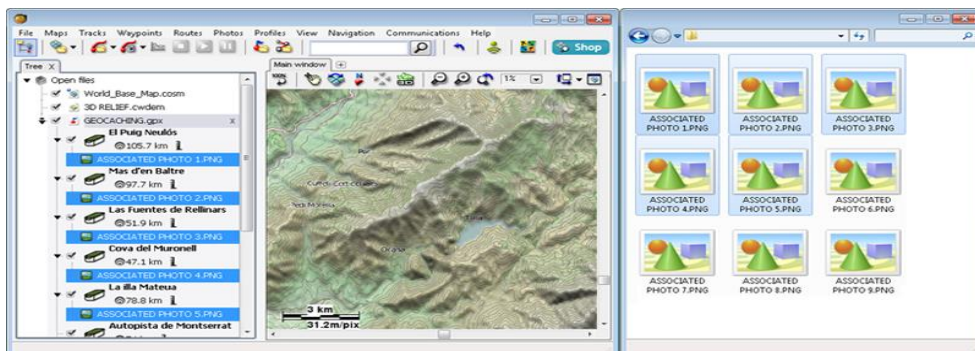 File Maps Tracks Waypoints Routes Photos Profiles View Navigation Communications Help
Shop
Tree X
Main window
100%
1%
Open files
World_Base_Map.cosm
3D RELIEF.cwdem
GEOCACHING.gpx x
El Puig Neulós
105.7 km
ASSOCIATED PHOTO 1.PNG
Mas d'en Baltre
97.7 km
ASSOCIATED PHOTO 2.PNG
Las Fuentes de Rellinars
51.9 km
ASSOCIATED PHOTO 3.PNG
Cova del Muronell
47.1 km
ASSOCIATED PHOTO 4.PNG
La illa Mateua
78.8 km
ASSOCIATED PHOTO 5.PNG
Autopista de Montserrat
3 km
31.2m/pix
ASSOCIATED PHOTO 1.PNG
ASSOCIATED PHOTO 2.PNG
ASSOCIATED PHOTO 3.PNG
ASSOCIATED PHOTO 4.PNG
ASSOCIATED PHOTO 5.PNG
ASSOCIATED PHOTO 6.PNG
ASSOCIATED PHOTO 7.PNG
ASSOCIATED PHOTO 8.PNG
ASSOCIATED PHOTO 9.PNG